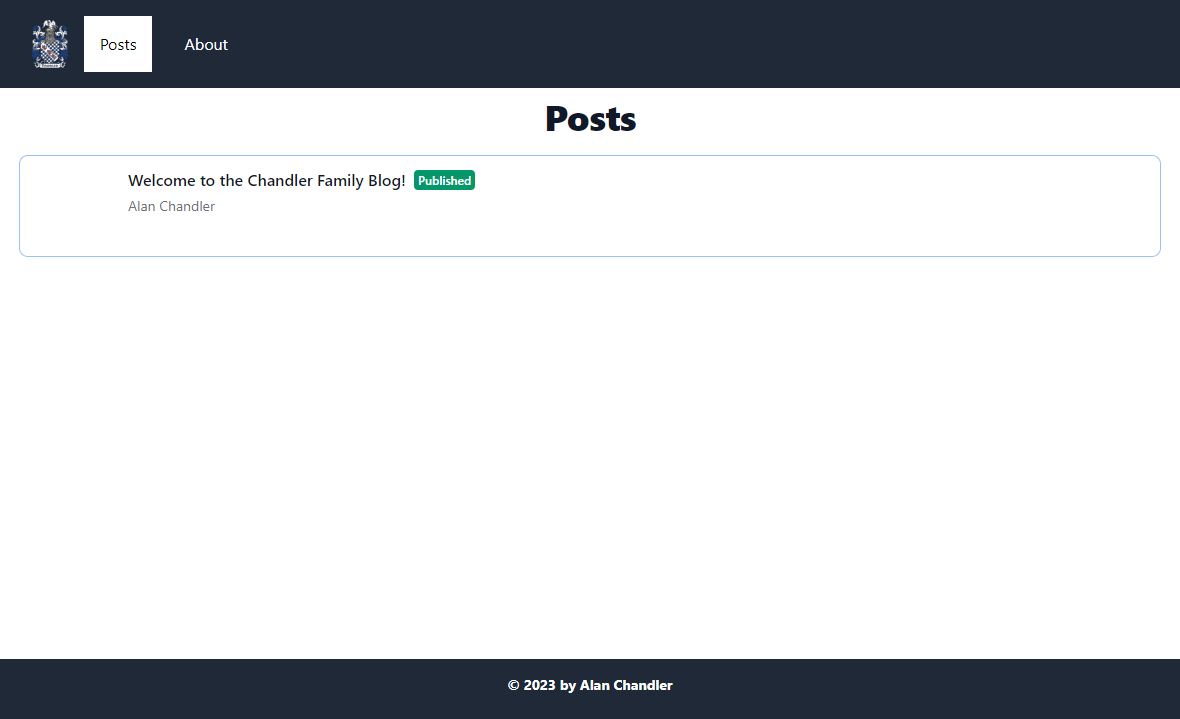 Posts About
Posts
Welcome to the Chandler Family Blog! Published
Alan Chandler
© 2023 by Alan Chandler